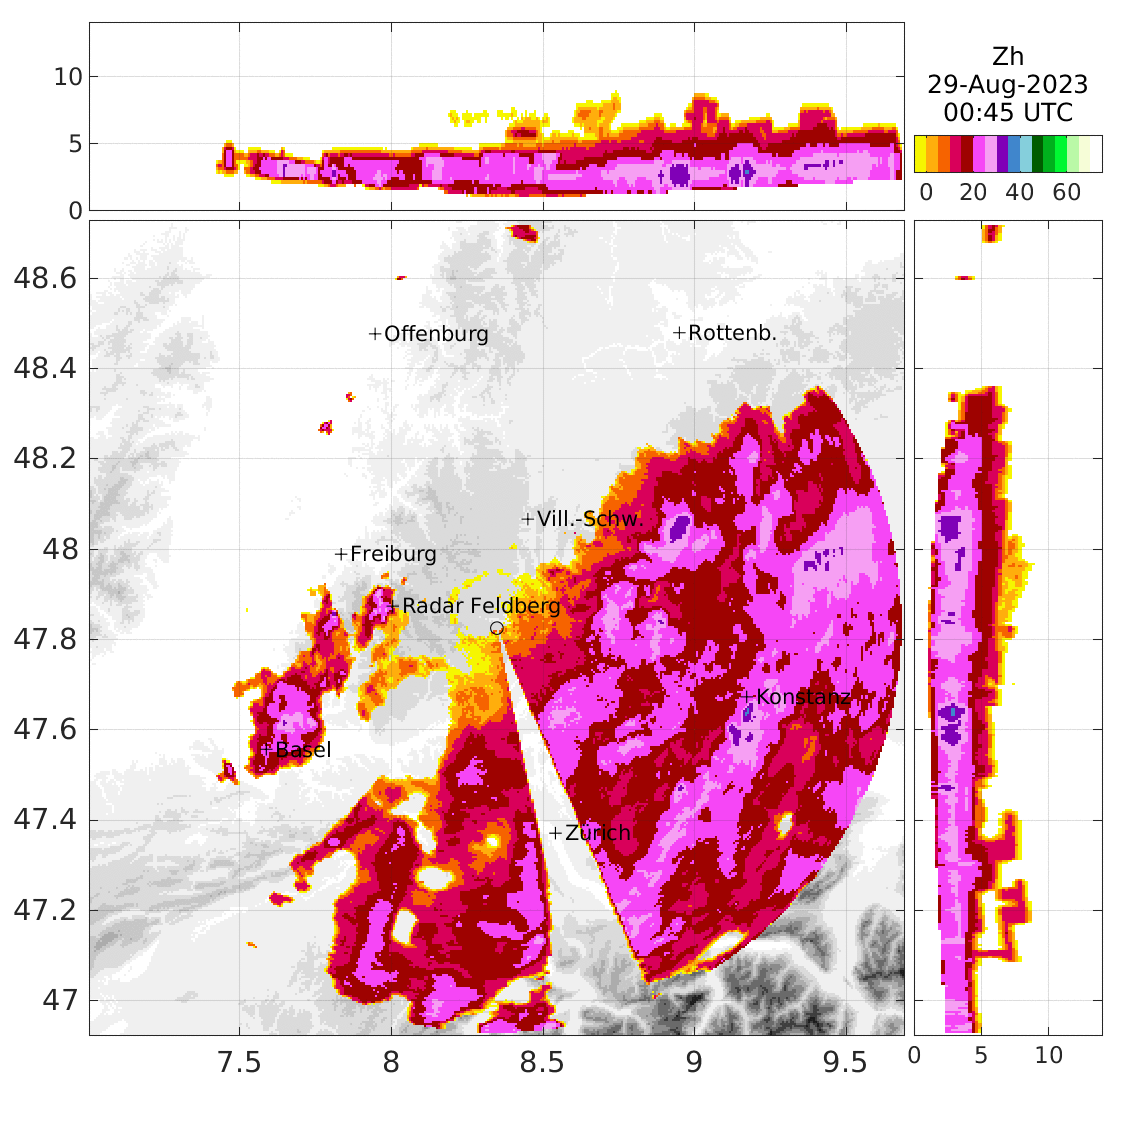 Zh
29-Aug-2023
00:45 UTC
0 20 40 60
10
5
0
48.6
48.4
48.2
48
47.8
47.6
47.4
47.2
47
+Offenburg
+Rottenb.
+Vill.-Schw.
+Freiburg
+Radar Feldberg
+Konstanz
+Basel
+Zürich
7.5 8 8.5 9 9.5
0 5 10